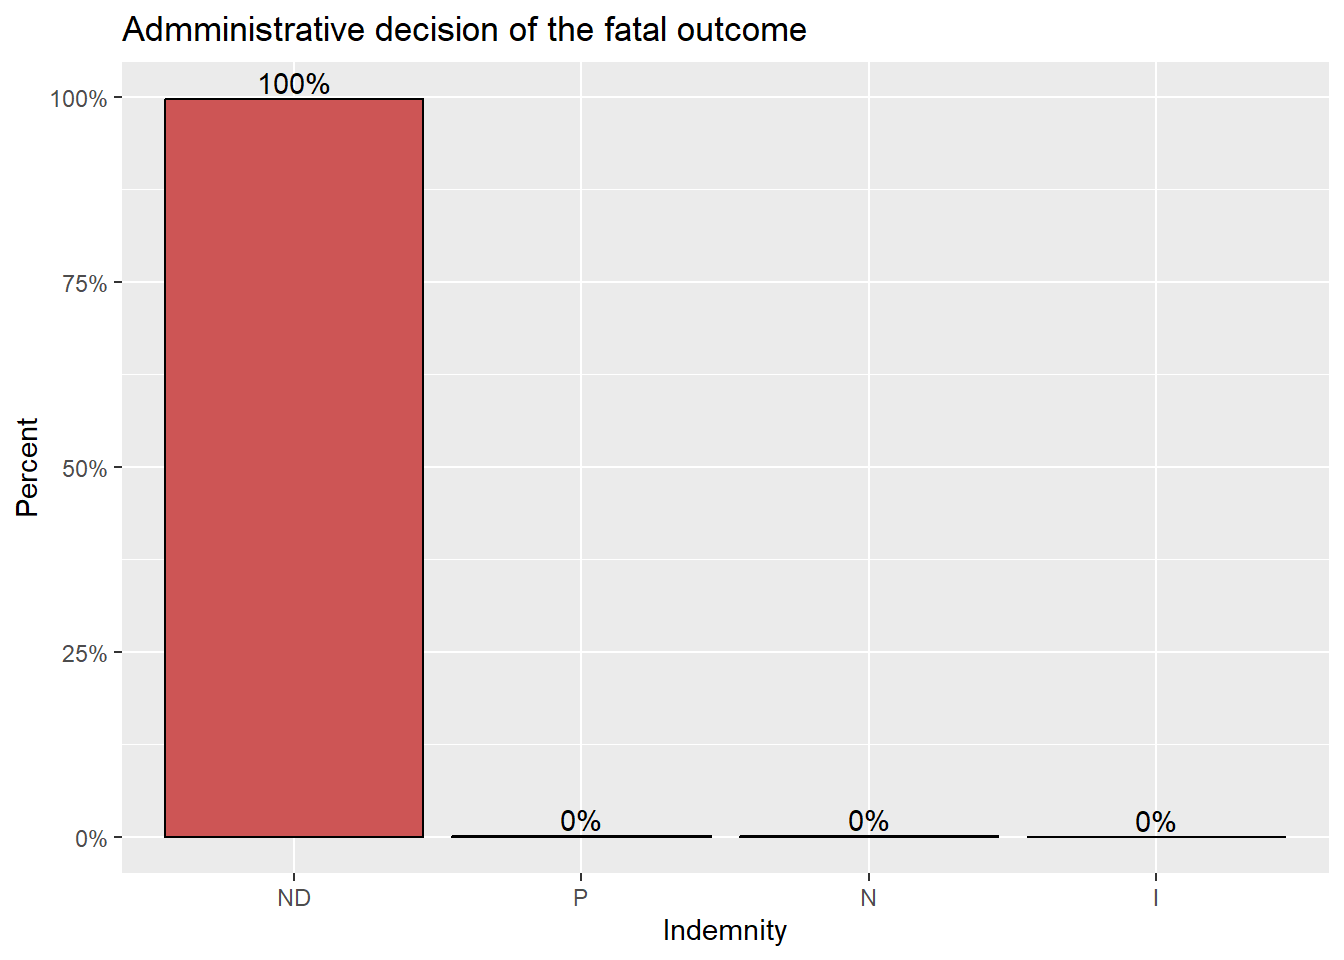 Admministrative decision of the fatal outcome
100%
100%
75%
50%
25%
0%
0%
0%
0%
Percent
ND
P
N
I
Indemnity